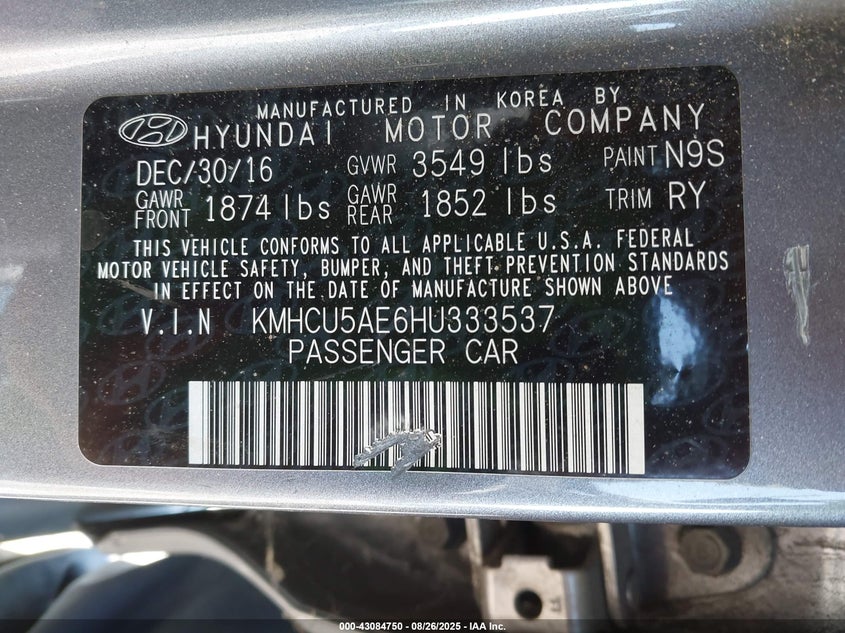 MANUFACTURED IN KOREA BY
HYUNDAI MOTOR COMPANY
DEC/30/16 GVWR 3549 lbs PAINT N9S
GAWR FRONT 1874 lbs GAWR REAR 1852 lbs TRIM RY
THIS VEHICLE CONFORMS TO ALL APPLICABLE U.S.A. FEDERAL
MOTOR VEHICLE SAFETY, BUMPER, AND THEFT PREVENTION STANDARDS
IN EFFECT ON THE DATE OF MANUFACTURE SHOWN ABOVE
V.I.N KMHCU5AE6HU333537
PASSENGER CAR
000-43084750 - 08/26/2025 - IAA Inc.